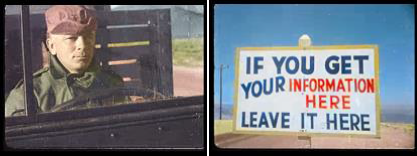 IF YOU GET
YOUR INFORMATION
HERE
LEAVE IT HERE